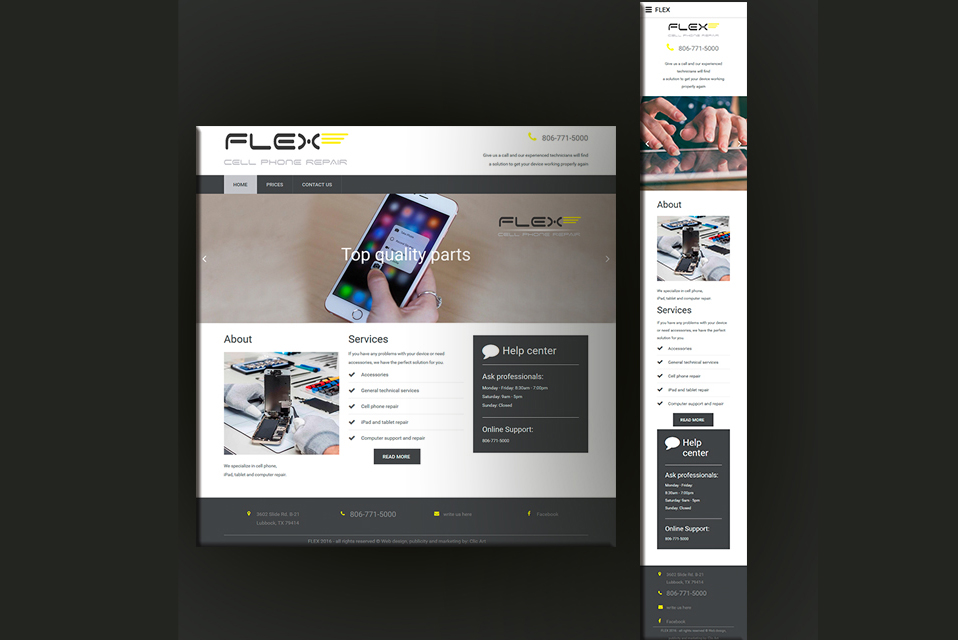 FLEX
CELL PHONE REPAIR
806-771-5000
Give us a call and our experienced technicians will find
a solution to get your device working properly again
HOME
PRICES
CONTACT US
FLEX
CELL PHONE REPAIR
Top quality parts
About
We specialize in cell phone,
iPad, tablet and computer repair.
Services
If you have any problems with your device or need
accessories, we have the perfect solution for you.
Accessories
General technical services
Cell phone repair
iPad and tablet repair
Computer support and repair
READ MORE
Help center
Ask professionals:
Monday - Friday: 8:30am - 7:00pm
Saturday: 9am - 5pm
Sunday: Closed
Online Support:
806-771-5000
3602 Slide Rd, B-21
Lubbock, TX 79414
806-771-5000
write us here
Facebook
FLEX 2016 - all rights reserved ® Web design, publicity and marketing by: Clip Art
FLEX
FLEX
CELL PHONE REPAIR
806-771-5000
Give us a call and our experienced
technicians will find
a solution to get your device working
properly again
About
We specialize in cell phone,
iPad, tablet and computer repair.
Services
If you have any problems with your device
or need accessories, we have the perfect
solution for you.
Accessories
General technical services
Cell phone repair
iPad and tablet repair
Computer support and repair
READ MORE
Help
center
Ask professionals:
Monday - Friday
8:30am - 7:00pm
Saturday: 9am - 5pm
Sunday: Closed
Online Support:
806-771-5000
3602 Slide Rd, B-21
Lubbock, TX 79414
806-771-5000
write us here
Facebook
FLEX 2016 - all rights reserved ®